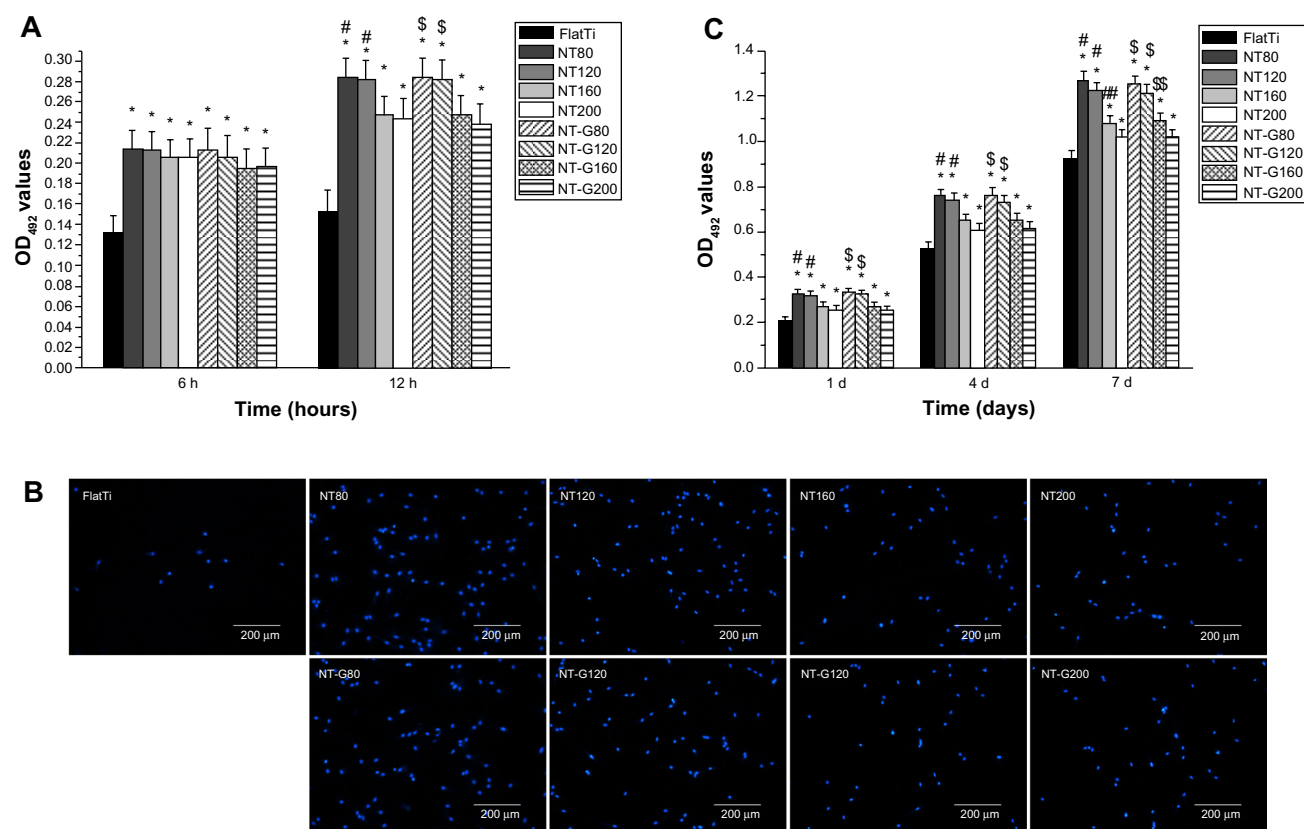 A
OD492 values
0.30
0.28
0.26
0.24
0.22
0.20
0.18
0.16
0.14
0.12
0.10
0.08
0.06
0.04
0.02
0.00
* * * * * * * *
# # $ $
* * * * * * * *
6 h 12 h
Time (hours)
FlatTi
NT80
NT120
NT160
NT200
NT-G80
NT-G120
NT-G160
NT-G200
C
OD492 values
1.4
1.2
1.0
0.8
0.6
0.4
0.2
0.0
# # $ $
* * * * * * * *
# # $ $
* * * * * * * *
# # ## $ $ $$
* * * * * * * *
1 d 4 d 7 d
Time (days)
FlatTi
NT80
NT120
NT160
NT200
NT-G80
NT-G120
NT-G160
NT-G200
B
FlatTi
200 µm
NT80
200 µm
NT120
200 µm
NT160
200 µm
NT200
200 µm
NT-G80
200 µm
NT-G120
200 µm
NT-G120
200 µm
NT-G200
200 µm